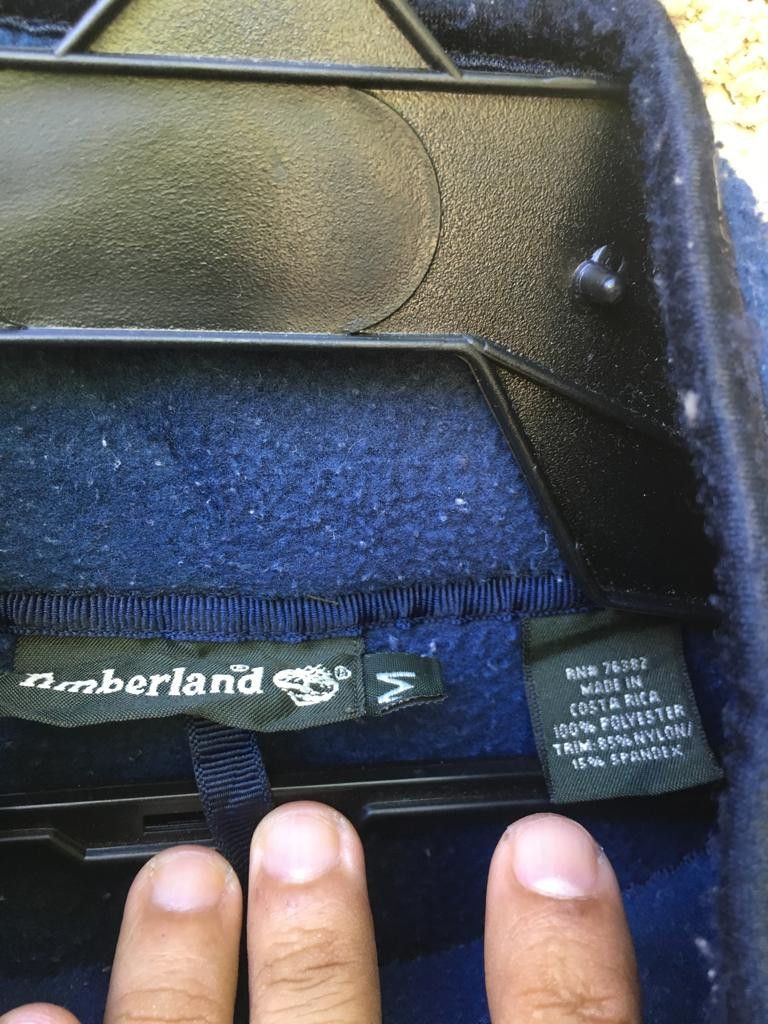 Timberland®
M
RN# 76382
MADE IN
COSTA RICA
100% POLYESTER
TRIM: 85% NYLON/
15% SPANDEX